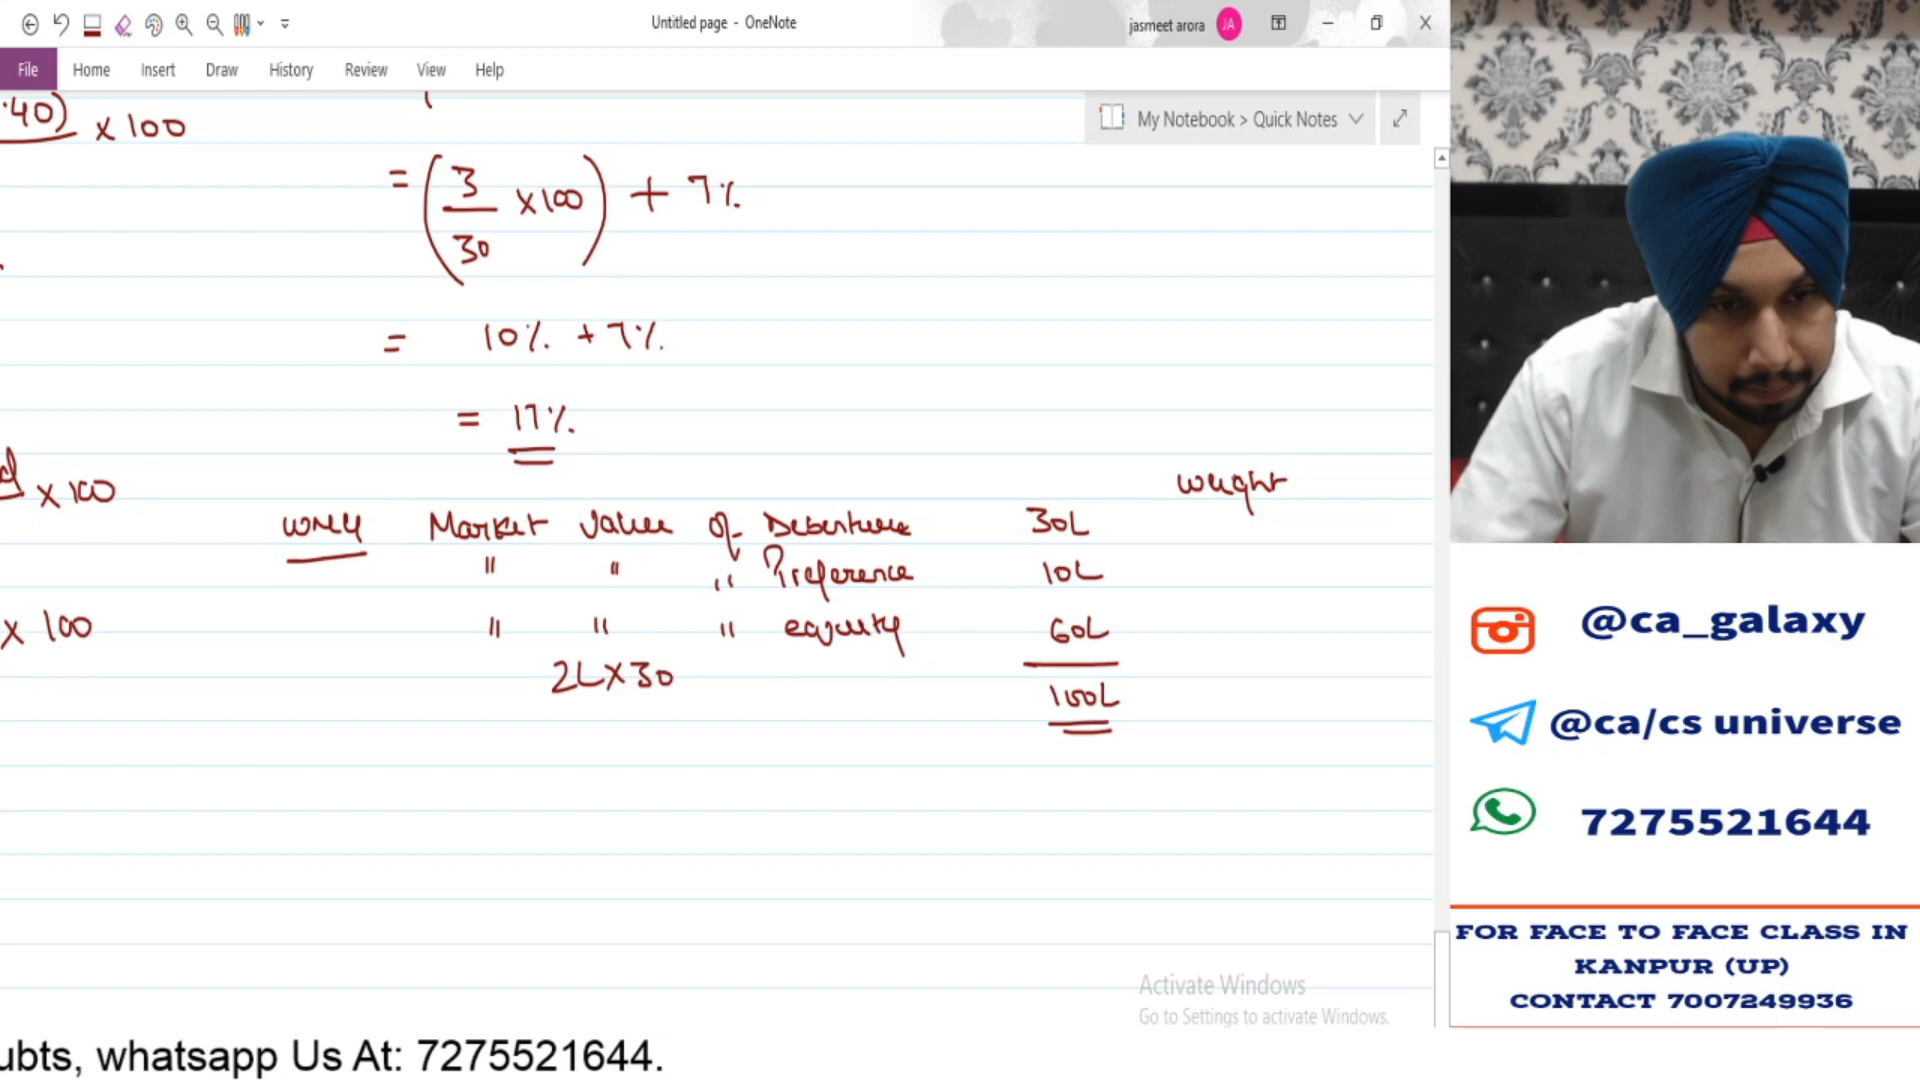 Untitled page - OneNote
jasmeet arora JA
File Home Insert Draw History Review View Help
My Notebook > Quick Notes
·40) × 100
= (3/30 ×100) + 7%
= 10% + 7%
= 17%
× 100
weight
WN4 Market Value of Debenture 30L
" " " Preference 10L
× 100
" " " equity 60L
2L×30
100L
@ca_galaxy
@ca/cs universe
7275521644
FOR FACE TO FACE CLASS IN
KANPUR (UP)
CONTACT 7007249936
Activate Windows
Go to Settings to activate Windows.
ubts, whatsapp Us At: 7275521644.